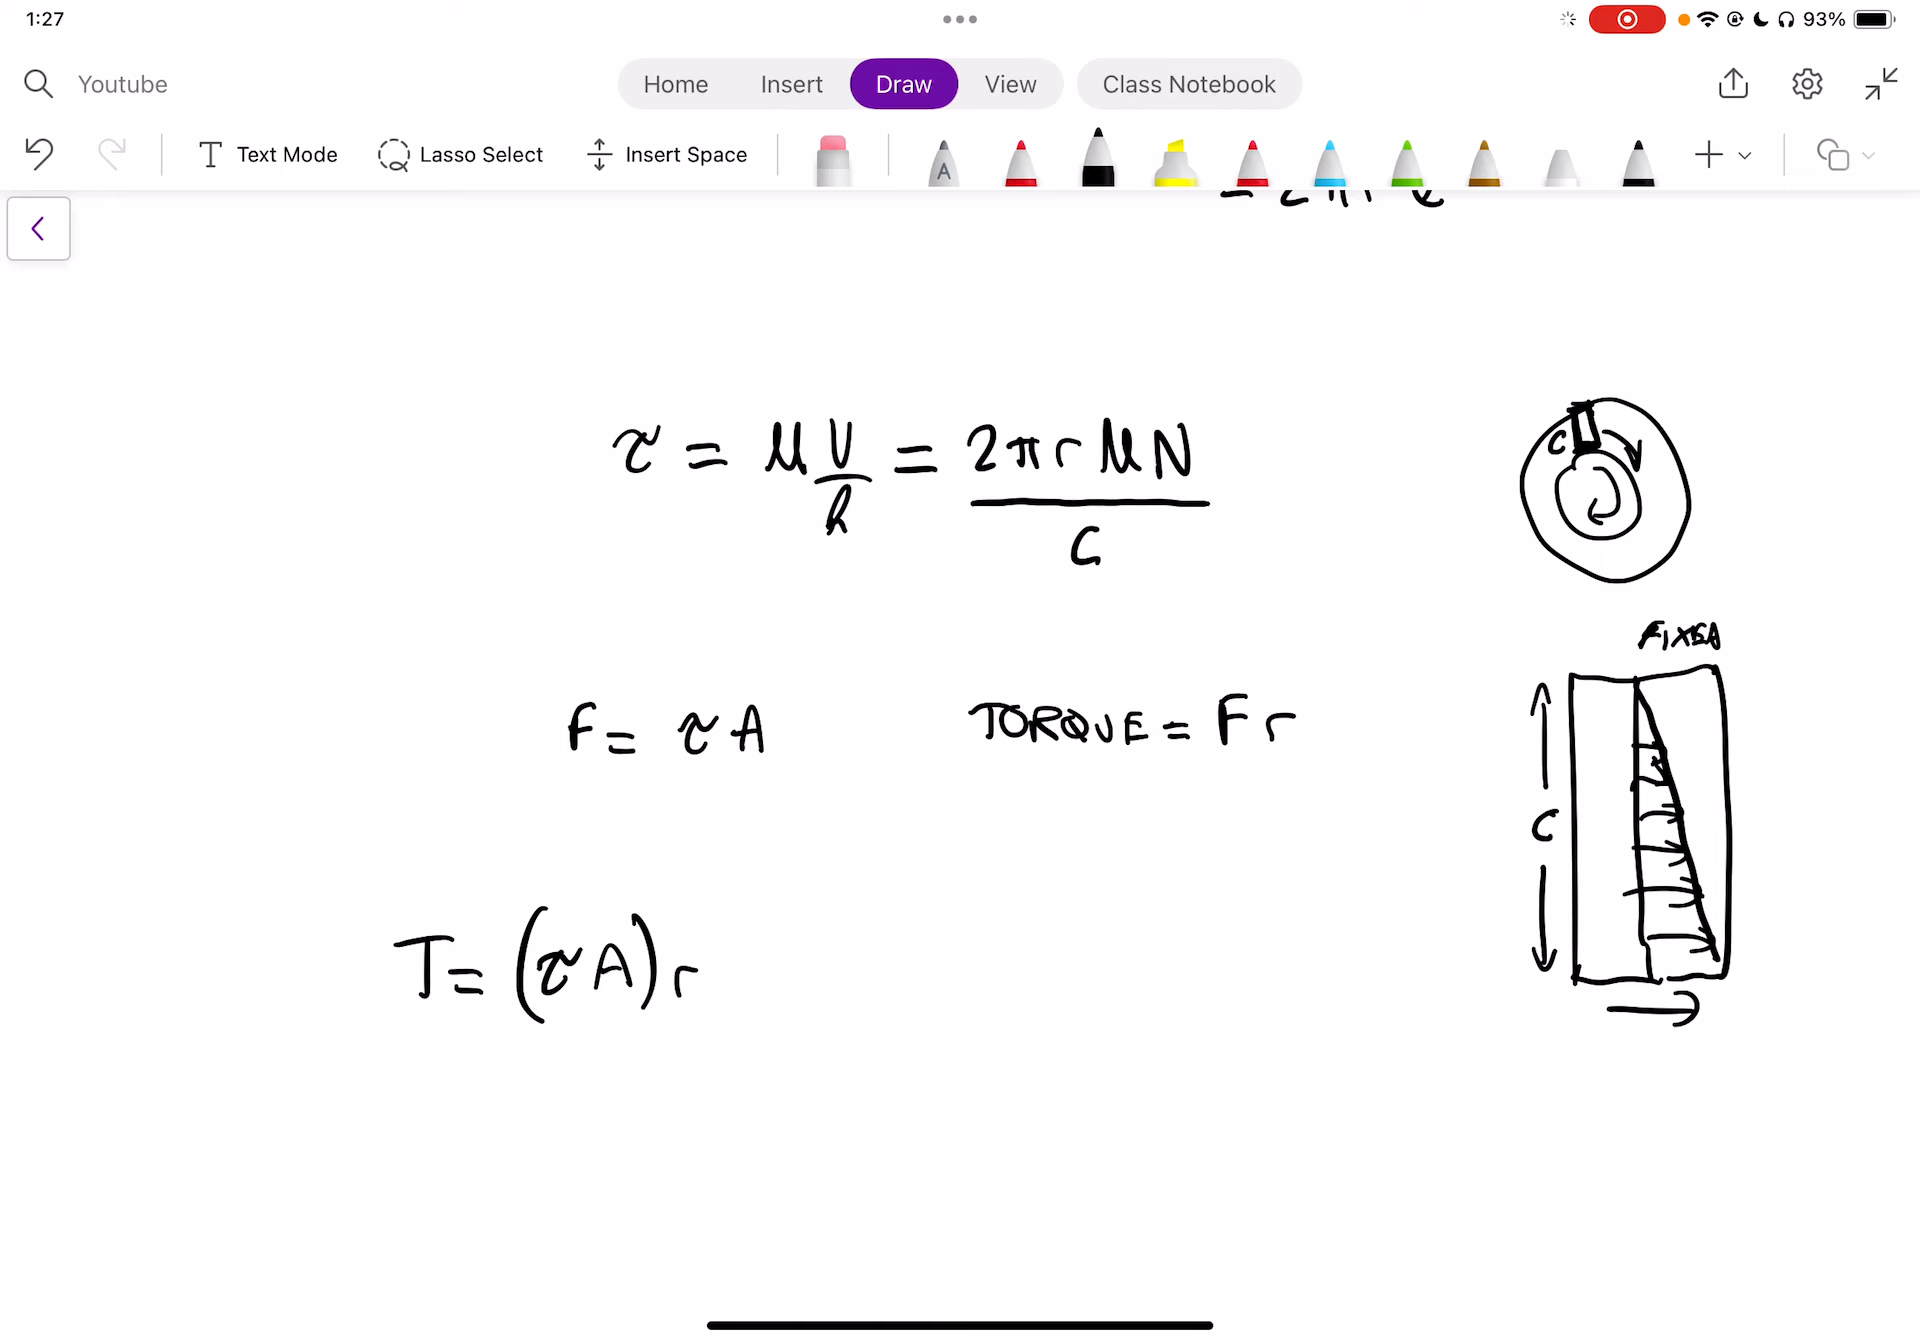 1:27 93%
Youtube Home Insert Draw View Class Notebook
Text Mode Lasso Select Insert Space A
τ = μ U/h = 2πrμN/C
C
FIXED
F = τA TORQUE = Fr
C
T = (τA)r